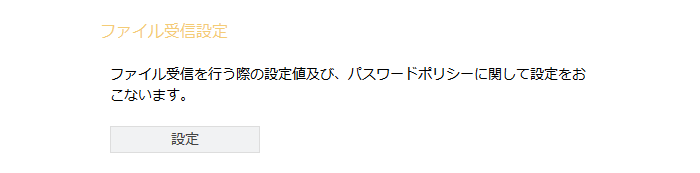 ファイル受信設定
ファイル受信を行う際の設定値及び、パスワードポリシーに関して設定をお
こないます。
設定